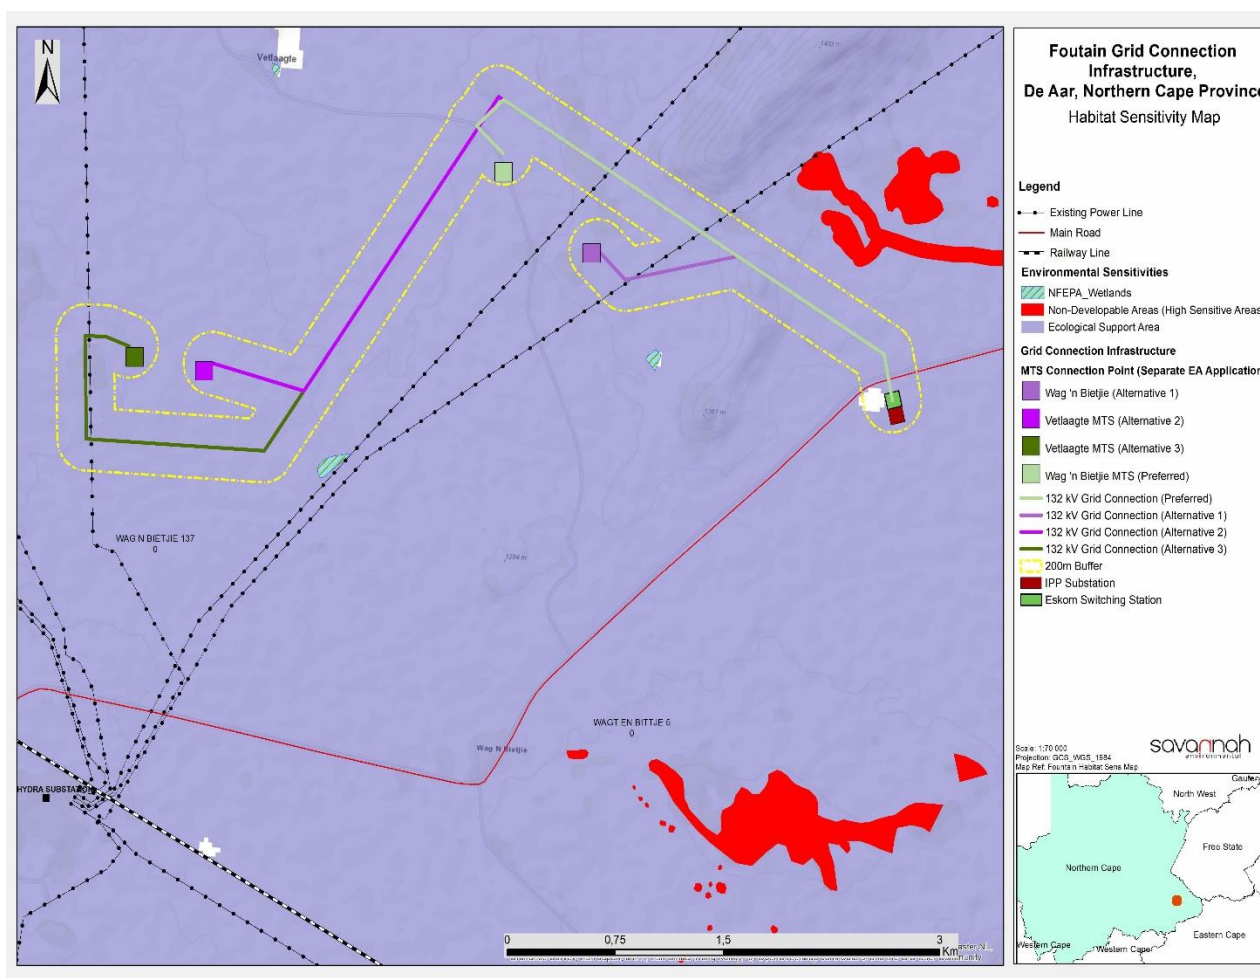 N
Vetlaagte
WAG N BIETJIE 137
0
1284 m
WAGT EN BITTJE 5
0
Wag N Bietjie
HYDRA SUBSTATION
0
0,75
1,5
3
Km
Foutain Grid Connection
Infrastructure,
De Aar, Northern Cape Province
Habitat Sensitivity Map
Legend
Existing Power Line
Main Road
Railway Line
Environmental Sensitivities
NFEPA_Wetlands
Non-Developable Areas (High Sensitive Areas
Ecological Support Area
Grid Connection Infrastructure
MTS Connection Point (Separate EA Application
Wag 'n Bietjie (Alternative 1)
Vetlaagte MTS (Alternative 2)
Vetlaagte MTS (Alternative 3)
Wag 'n Bietjie MTS (Preferred)
132 kV Grid Connection (Preferred)
132 kV Grid Connection (Alternative 1)
132 kV Grid Connection (Alternative 2)
132 kV Grid Connection (Alternative 3)
200m Buffer
IPP Substation
Eskom Switching Station
Scale: 1:70 000
Projection: GCS_WGS_1984
Map Ref: Fountain Habitat Sens Map
savannah
environmental
Gauten
North West
Free State
Northern Cape
Eastern Cape
Western Cape
Western Cape